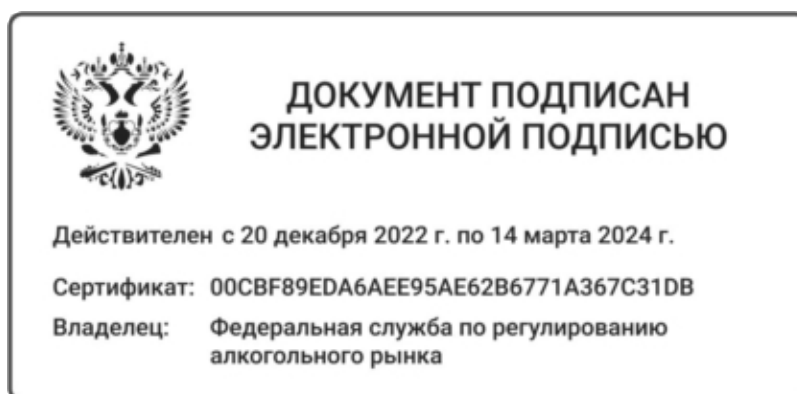 ДОКУМЕНТ ПОДПИСАН
ЭЛЕКТРОННОЙ ПОДПИСЬЮ
Действителен с 20 декабря 2022 г. по 14 марта 2024 г.
Сертификат: 00CBF89EDA6AEE95AE62B6771A367C31DB
Владелец: Федеральная служба по регулированию
алкогольного рынка